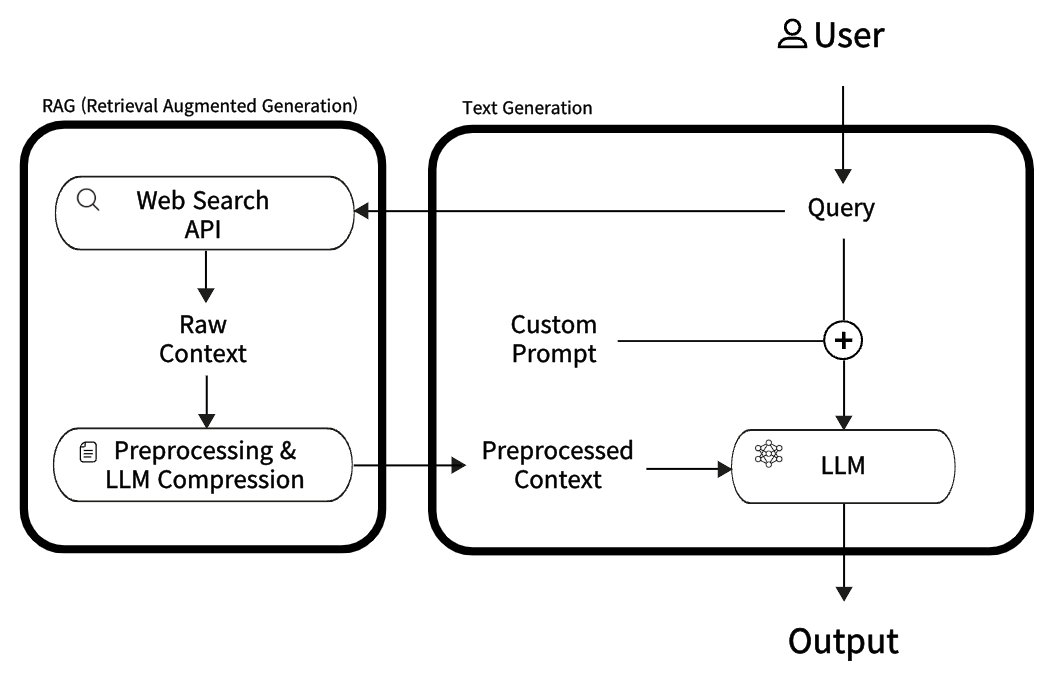 User
RAG (Retrieval Augmented Generation)
Text Generation
Web Search
API
Query
Raw
Context
Custom
Prompt
+
Preprocessing &
LLM Compression
Preprocessed
Context
LLM
Output